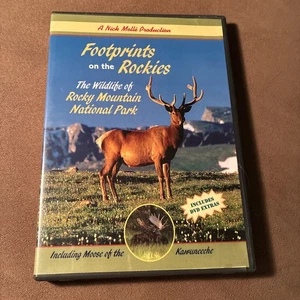 A Nick Molle Production
Footprints
on the Rockies
The Wildlife of
Rocky Mountain
National Park
INCLUDES
DVD EXTRAS
Including Moose of the Kawuneeche